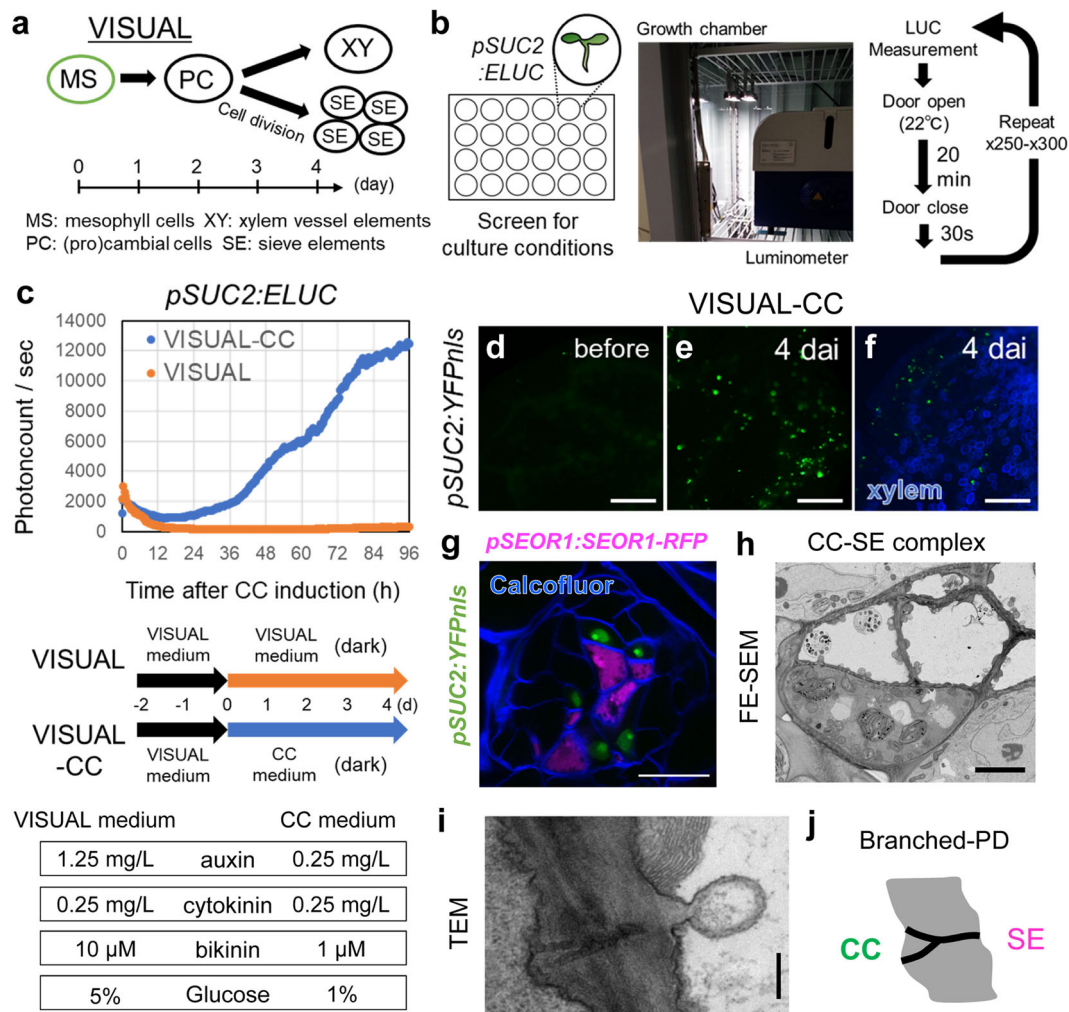 a
VISUAL
MS
PC
XY
SE
SE
SE
SE
Cell division
0 1 2 3 4 (day)
MS: mesophyll cells XY: xylem vessel elements
PC: (pro)cambial cells SE: sieve elements
b
pSUC2
:ELUC
Screen for
culture conditions
Growth chamber
Luminometer
LUC
Measurement
Door open
(22℃)
20
min
Door close
30s
Repeat
x250-x300
c
pSUC2:ELUC
14000
12000
10000
8000
6000
4000
2000
0
Photoncount / sec
VISUAL-CC
VISUAL
0 12 24 36 48 60 72 84 96
Time after CC induction (h)
VISUAL
VISUAL
medium
VISUAL
medium
(dark)
-2 -1 0 1 2 3 4 (d)
VISUAL
-CC
VISUAL
medium
CC
medium
(dark)
VISUAL medium CC medium
1.25 mg/L auxin 0.25 mg/L
0.25 mg/L cytokinin 0.25 mg/L
10 μM bikinin 1 μM
5% Glucose 1%
VISUAL-CC
pSUC2:YFPnls
d before
e 4 dai
f 4 dai
xylem
g
pSEOR1:SEOR1-RFP
pSUC2:YFPnls
Calcofluor
h
CC-SE complex
FE-SEM
i
TEM
j
Branched-PD
CC
SE